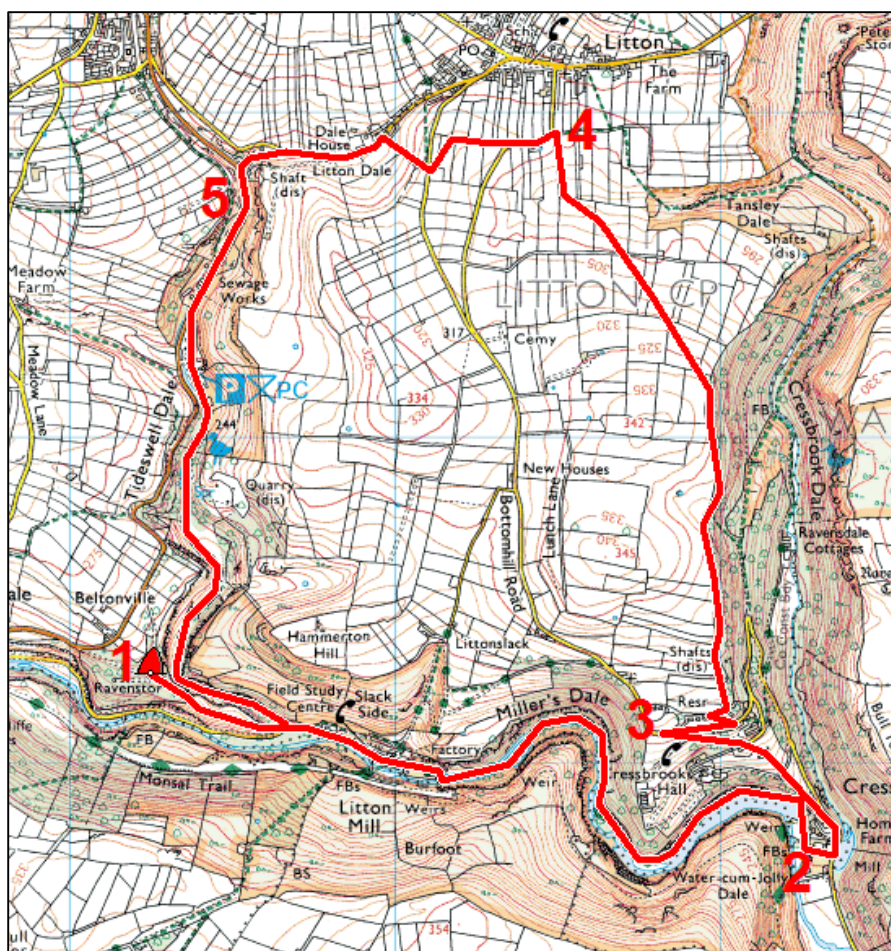 Sch
Litton
PO
The
Farm
4
Dale
House
Litton Dale
Shaft
(dis)
5
Tansley
Dale
Shafts
(dis)
295
305
Sewage
Works
LITTON CP
Meadow
Farm
Meadow Lane
320
320
317
Cemy
325
325
335
330
P
PC
334
330
342
FB
Cressbrook Dale
Tideswell Dale
244
Quarry
(dis)
New Houses
Bottomhill Road
Lunch Lane
335
340
345
Ravensdale
Cottages
275
Beltonville
Hammerton
Hill
Littonslack
Shafts
(dis)
1
Ravenstor
Field Study
Centre
Slack
Side
Miller's Dale
Resr
3
FB
Factory
Cressbrook
Hall
Monsal Trail
FBs
Weirs
Weir
Litton
Mill
Weir
FBs
Farm
Mill
BS
Burfoot
Water-cum-Jolly
Dale
2
335
354